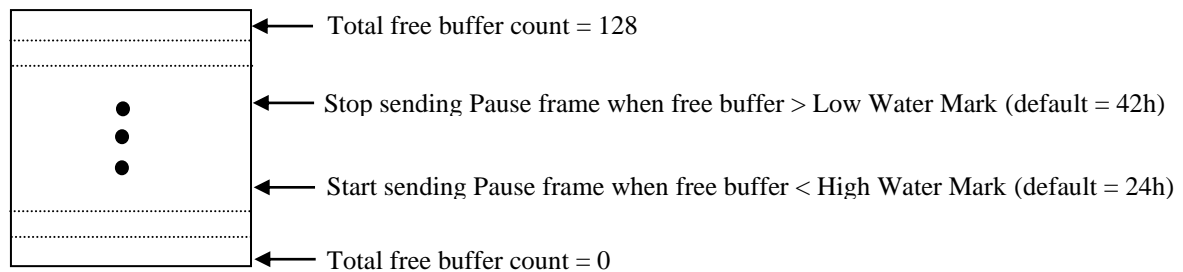 Total free buffer count = 128
Stop sending Pause frame when free buffer > Low Water Mark (default = 42h)
Start sending Pause frame when free buffer < High Water Mark (default = 24h)
Total free buffer count = 0